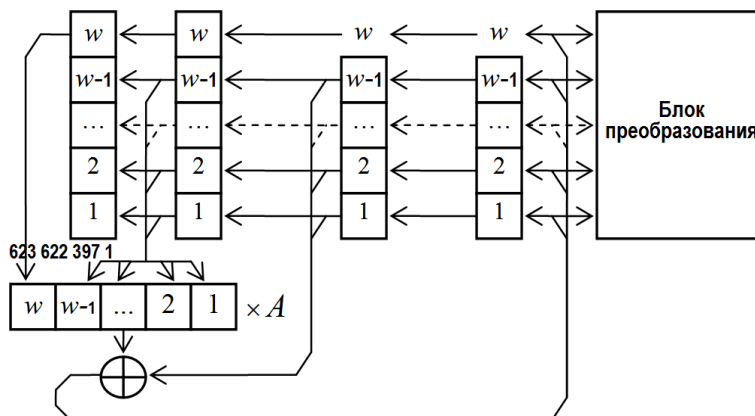 w w w w
w-1 w-1 w-1 w-1
... ... ... ...
2 2 2 2
1 1 1 1
Блок
преобразования
623 622 397 1
w w-1 ... 2 1 × A